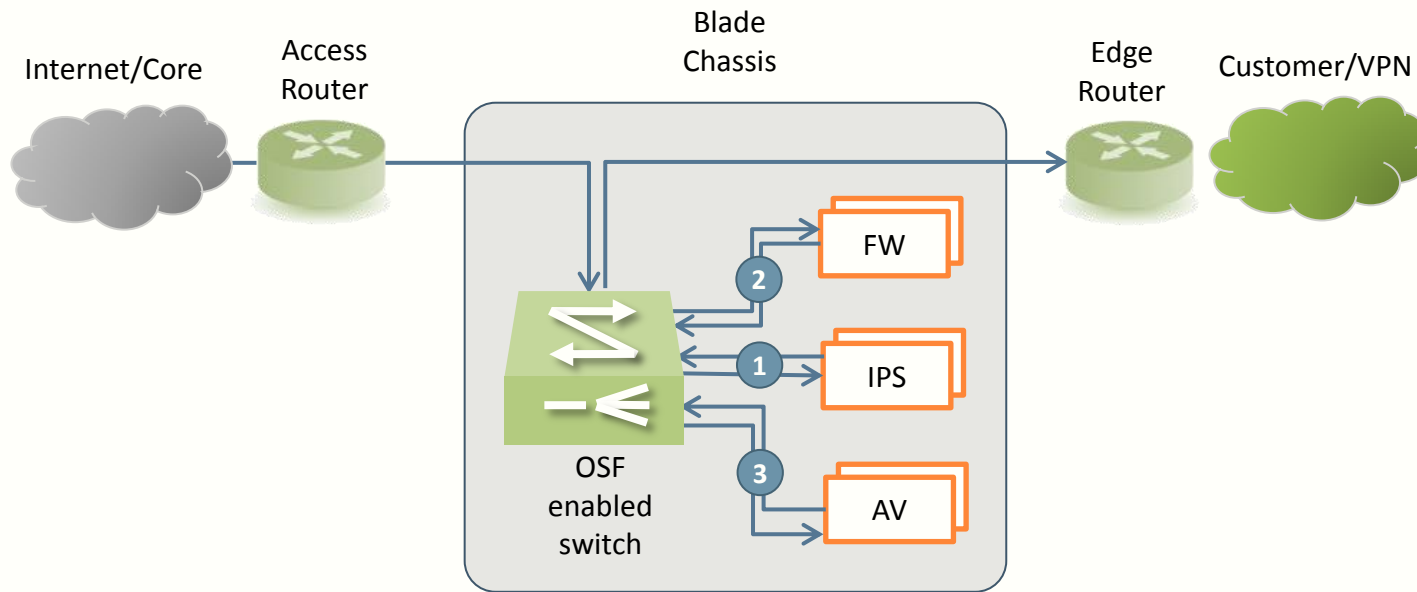 Blade
Chassis
Internet/Core
Access
Router
Edge
Router
Customer/VPN
FW
2
1
IPS
3
AV
OSF
enabled
switch